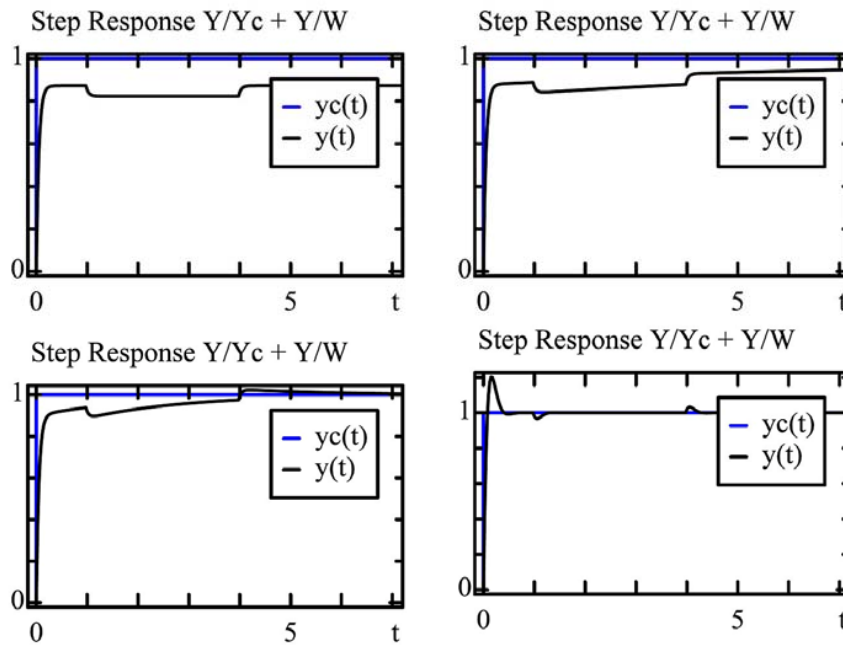 Step Response Y/Yc + Y/W
1
yc(t)
y(t)
0
0 5 t
Step Response Y/Yc + Y/W
1
yc(t)
y(t)
0
0 5 t
Step Response Y/Yc + Y/W
1
yc(t)
y(t)
0
0 5 t
Step Response Y/Yc + Y/W
1
yc(t)
y(t)
0
0 5 t